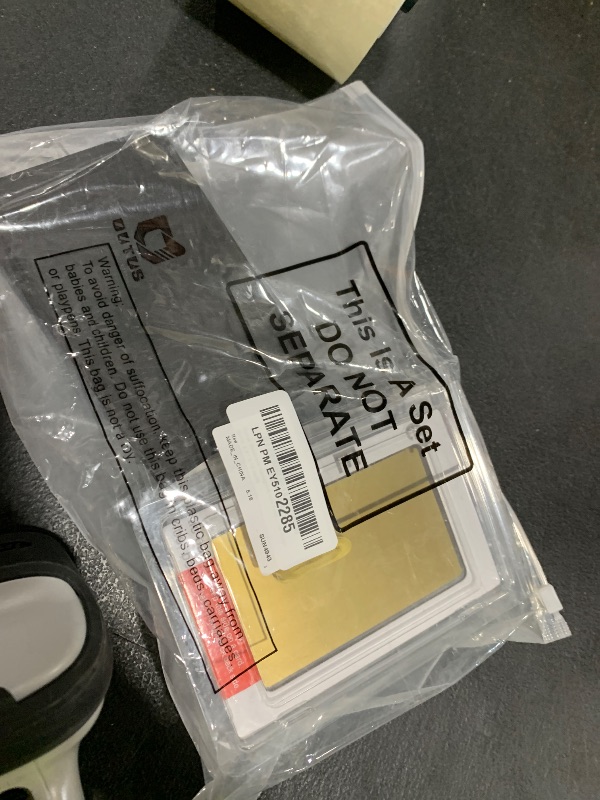 Warning:
To avoid danger of suffocation keep this plastic bag away from
babies and children. Do not use this bag in cribs, beds, carriages,
or playpens. This bag is not a toy.
This Is A Set
DO NOT
SEPARATE
LPN PM EY5102285
MADE_IN_CHINA